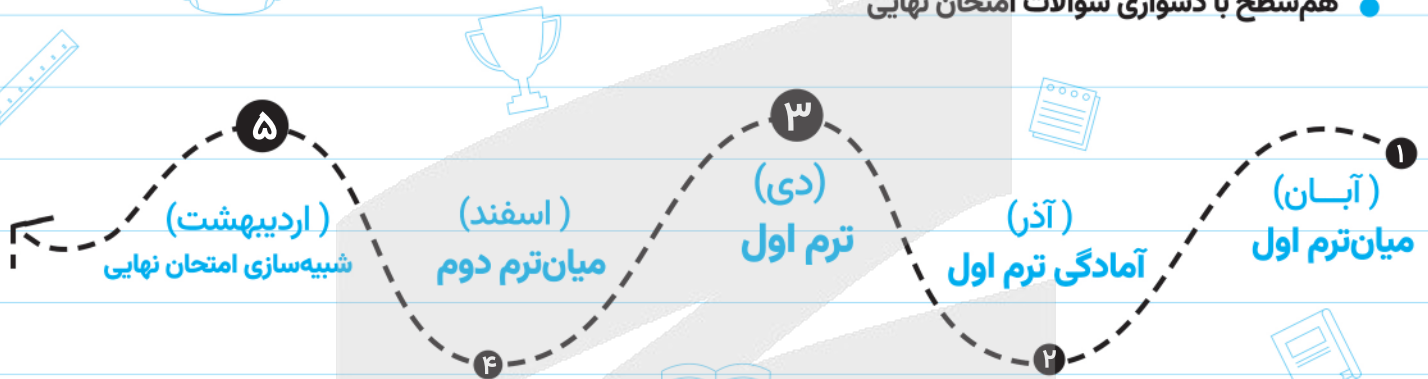 هم‌سطح با دشواری سوالات امتحان نهایی
۱
( آبـــان )
میان‌ترم اول
۲
( آذر )
آمادگی ترم اول
۳
(دی)
ترم اول
۴
( اسفند )
میان‌ترم دوم
۵
( اردیبهشت )
شبیه‌سازی امتحان نهایی